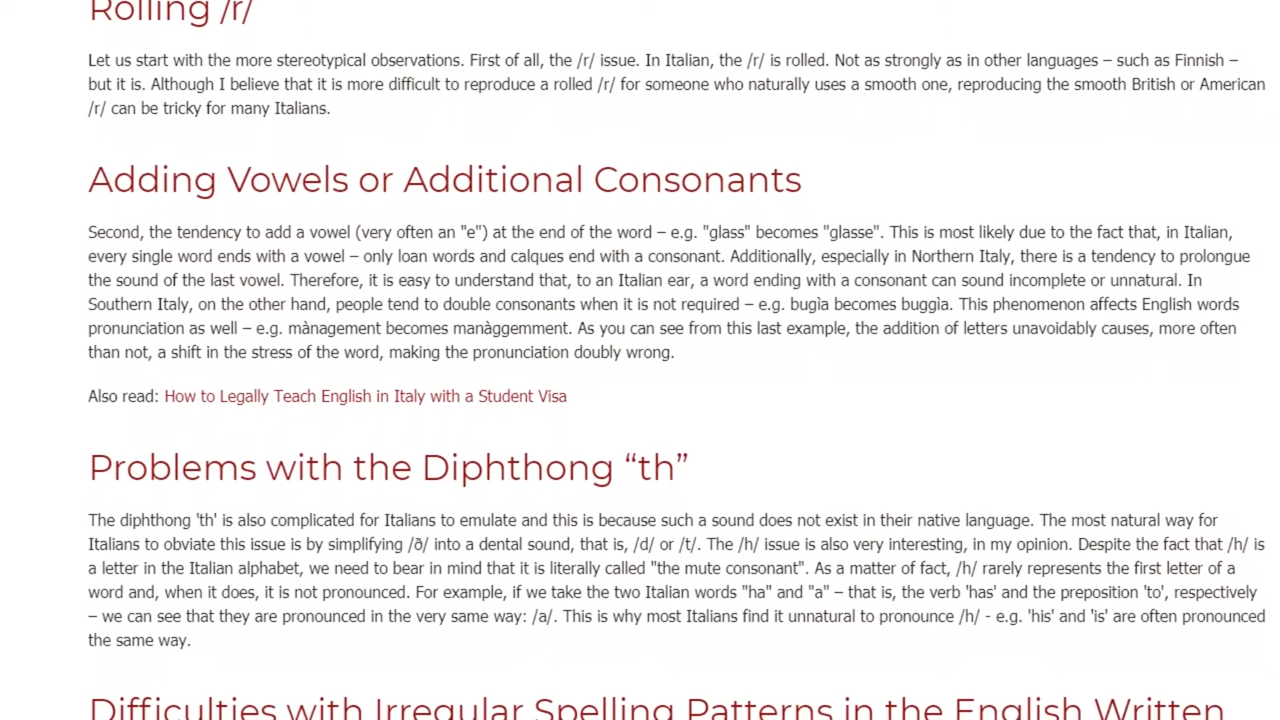 Rolling /r/
Let us start with the more stereotypical observations. First of all, the /r/ issue. In Italian, the /r/ is rolled. Not as strongly as in other languages – such as Finnish –
but it is. Although I believe that it is more difficult to reproduce a rolled /r/ for someone who naturally uses a smooth one, reproducing the smooth British or American
/r/ can be tricky for many Italians.
Adding Vowels or Additional Consonants
Second, the tendency to add a vowel (very often an "e") at the end of the word – e.g. "glass" becomes "glasse". This is most likely due to the fact that, in Italian,
every single word ends with a vowel – only loan words and calques end with a consonant. Additionally, especially in Northern Italy, there is a tendency to prolongue
the sound of the last vowel. Therefore, it is easy to understand that, to an Italian ear, a word ending with a consonant can sound incomplete or unnatural. In
Southern Italy, on the other hand, people tend to double consonants when it is not required – e.g. bugìa becomes buggìa. This phenomenon affects English words
pronunciation as well – e.g. mànagement becomes manàggemment. As you can see from this last example, the addition of letters unavoidably causes, more often
than not, a shift in the stress of the word, making the pronunciation doubly wrong.
Also read: How to Legally Teach English in Italy with a Student Visa
Problems with the Diphthong “th”
The diphthong 'th' is also complicated for Italians to emulate and this is because such a sound does not exist in their native language. The most natural way for
Italians to obviate this issue is by simplifying /ð/ into a dental sound, that is, /d/ or /t/. The /h/ issue is also very interesting, in my opinion. Despite the fact that /h/ is
a letter in the Italian alphabet, we need to bear in mind that it is literally called "the mute consonant". As a matter of fact, /h/ rarely represents the first letter of a
word and, when it does, it is not pronounced. For example, if we take the two Italian words "ha" and "a" – that is, the verb 'has' and the preposition 'to', respectively
– we can see that they are pronounced in the very same way: /a/. This is why most Italians find it unnatural to pronounce /h/ - e.g. 'his' and 'is' are often pronounced
the same way.
Difficulties with Irregular Spelling Patterns in the English Written